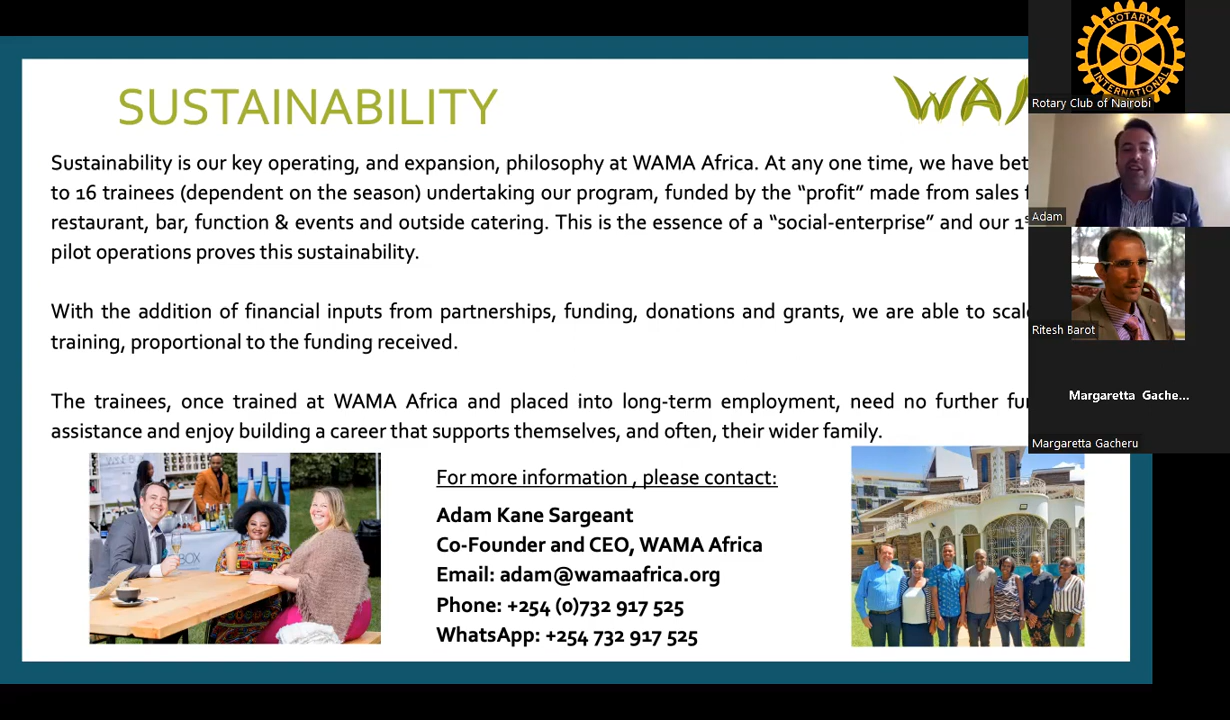 SUSTAINABILITY
Sustainability is our key operating, and expansion, philosophy at WAMA Africa. At any one time, we have
to 16 trainees (dependent on the season) undertaking our program, funded by the “profit” made from sales
restaurant, bar, function & events and outside catering. This is the essence of a “social-enterprise” and our
pilot operations proves this sustainability.
With the addition of financial inputs from partnerships, funding, donations and grants, we are able to
training, proportional to the funding received.
The trainees, once trained at WAMA Africa and placed into long-term employment, need no further
assistance and enjoy building a career that supports themselves, and often, their wider family.
For more information , please contact:
Adam Kane Sargeant
Co-Founder and CEO, WAMA Africa
Email: adam@wamaafrica.org
Phone: +254 (0)732 917 525
WhatsApp: +254 732 917 525
ROTARY
INTERNATIONAL
Rotary Club of Nairobi
Adam
Ritesh Barot
Margaretta Gache...
Margaretta Gacheru